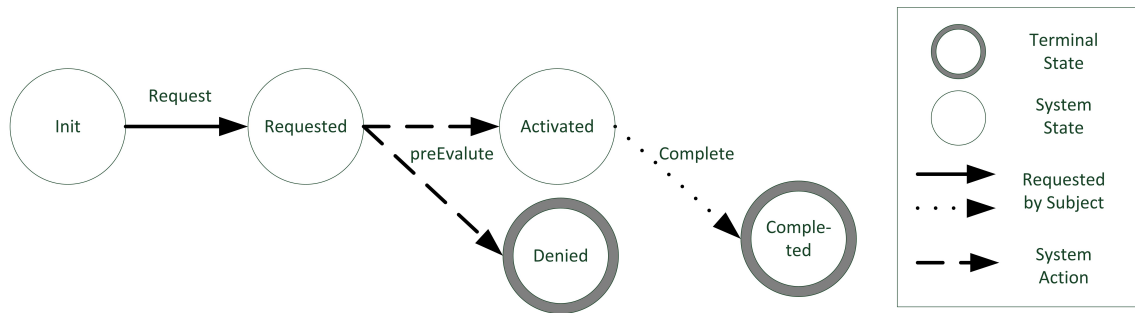 Init
Request
Requested
preEvalute
Activated
Denied
Complete
Comple-
ted
Terminal
State
System
State
Requested
by Subject
System
Action